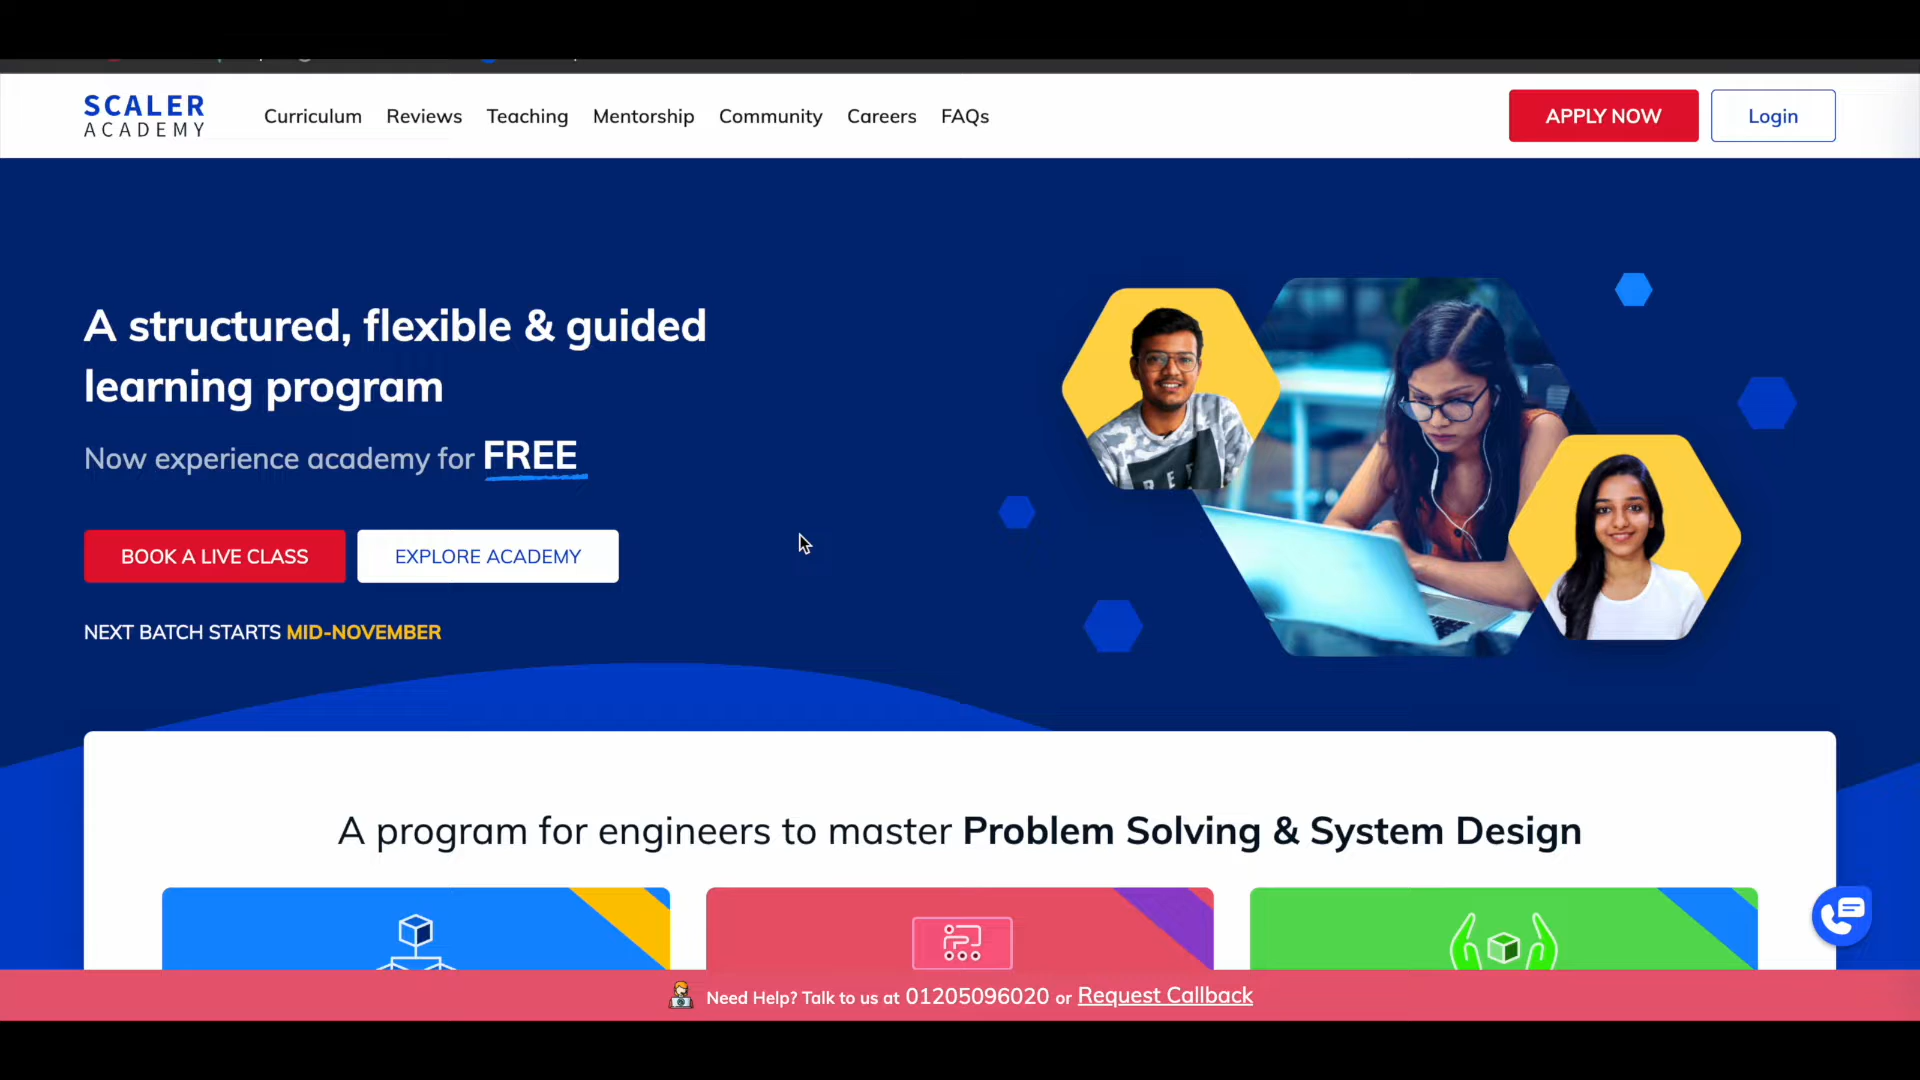 SCALER
ACADEMY
Curriculum Reviews Teaching Mentorship Community Careers FAQs
APPLY NOW
Login
A structured, flexible & guided
learning program
Now experience academy for FREE
BOOK A LIVE CLASS
EXPLORE ACADEMY
NEXT BATCH STARTS MID-NOVEMBER
A program for engineers to master Problem Solving & System Design
Need Help? Talk to us at 01205096020 or Request Callback